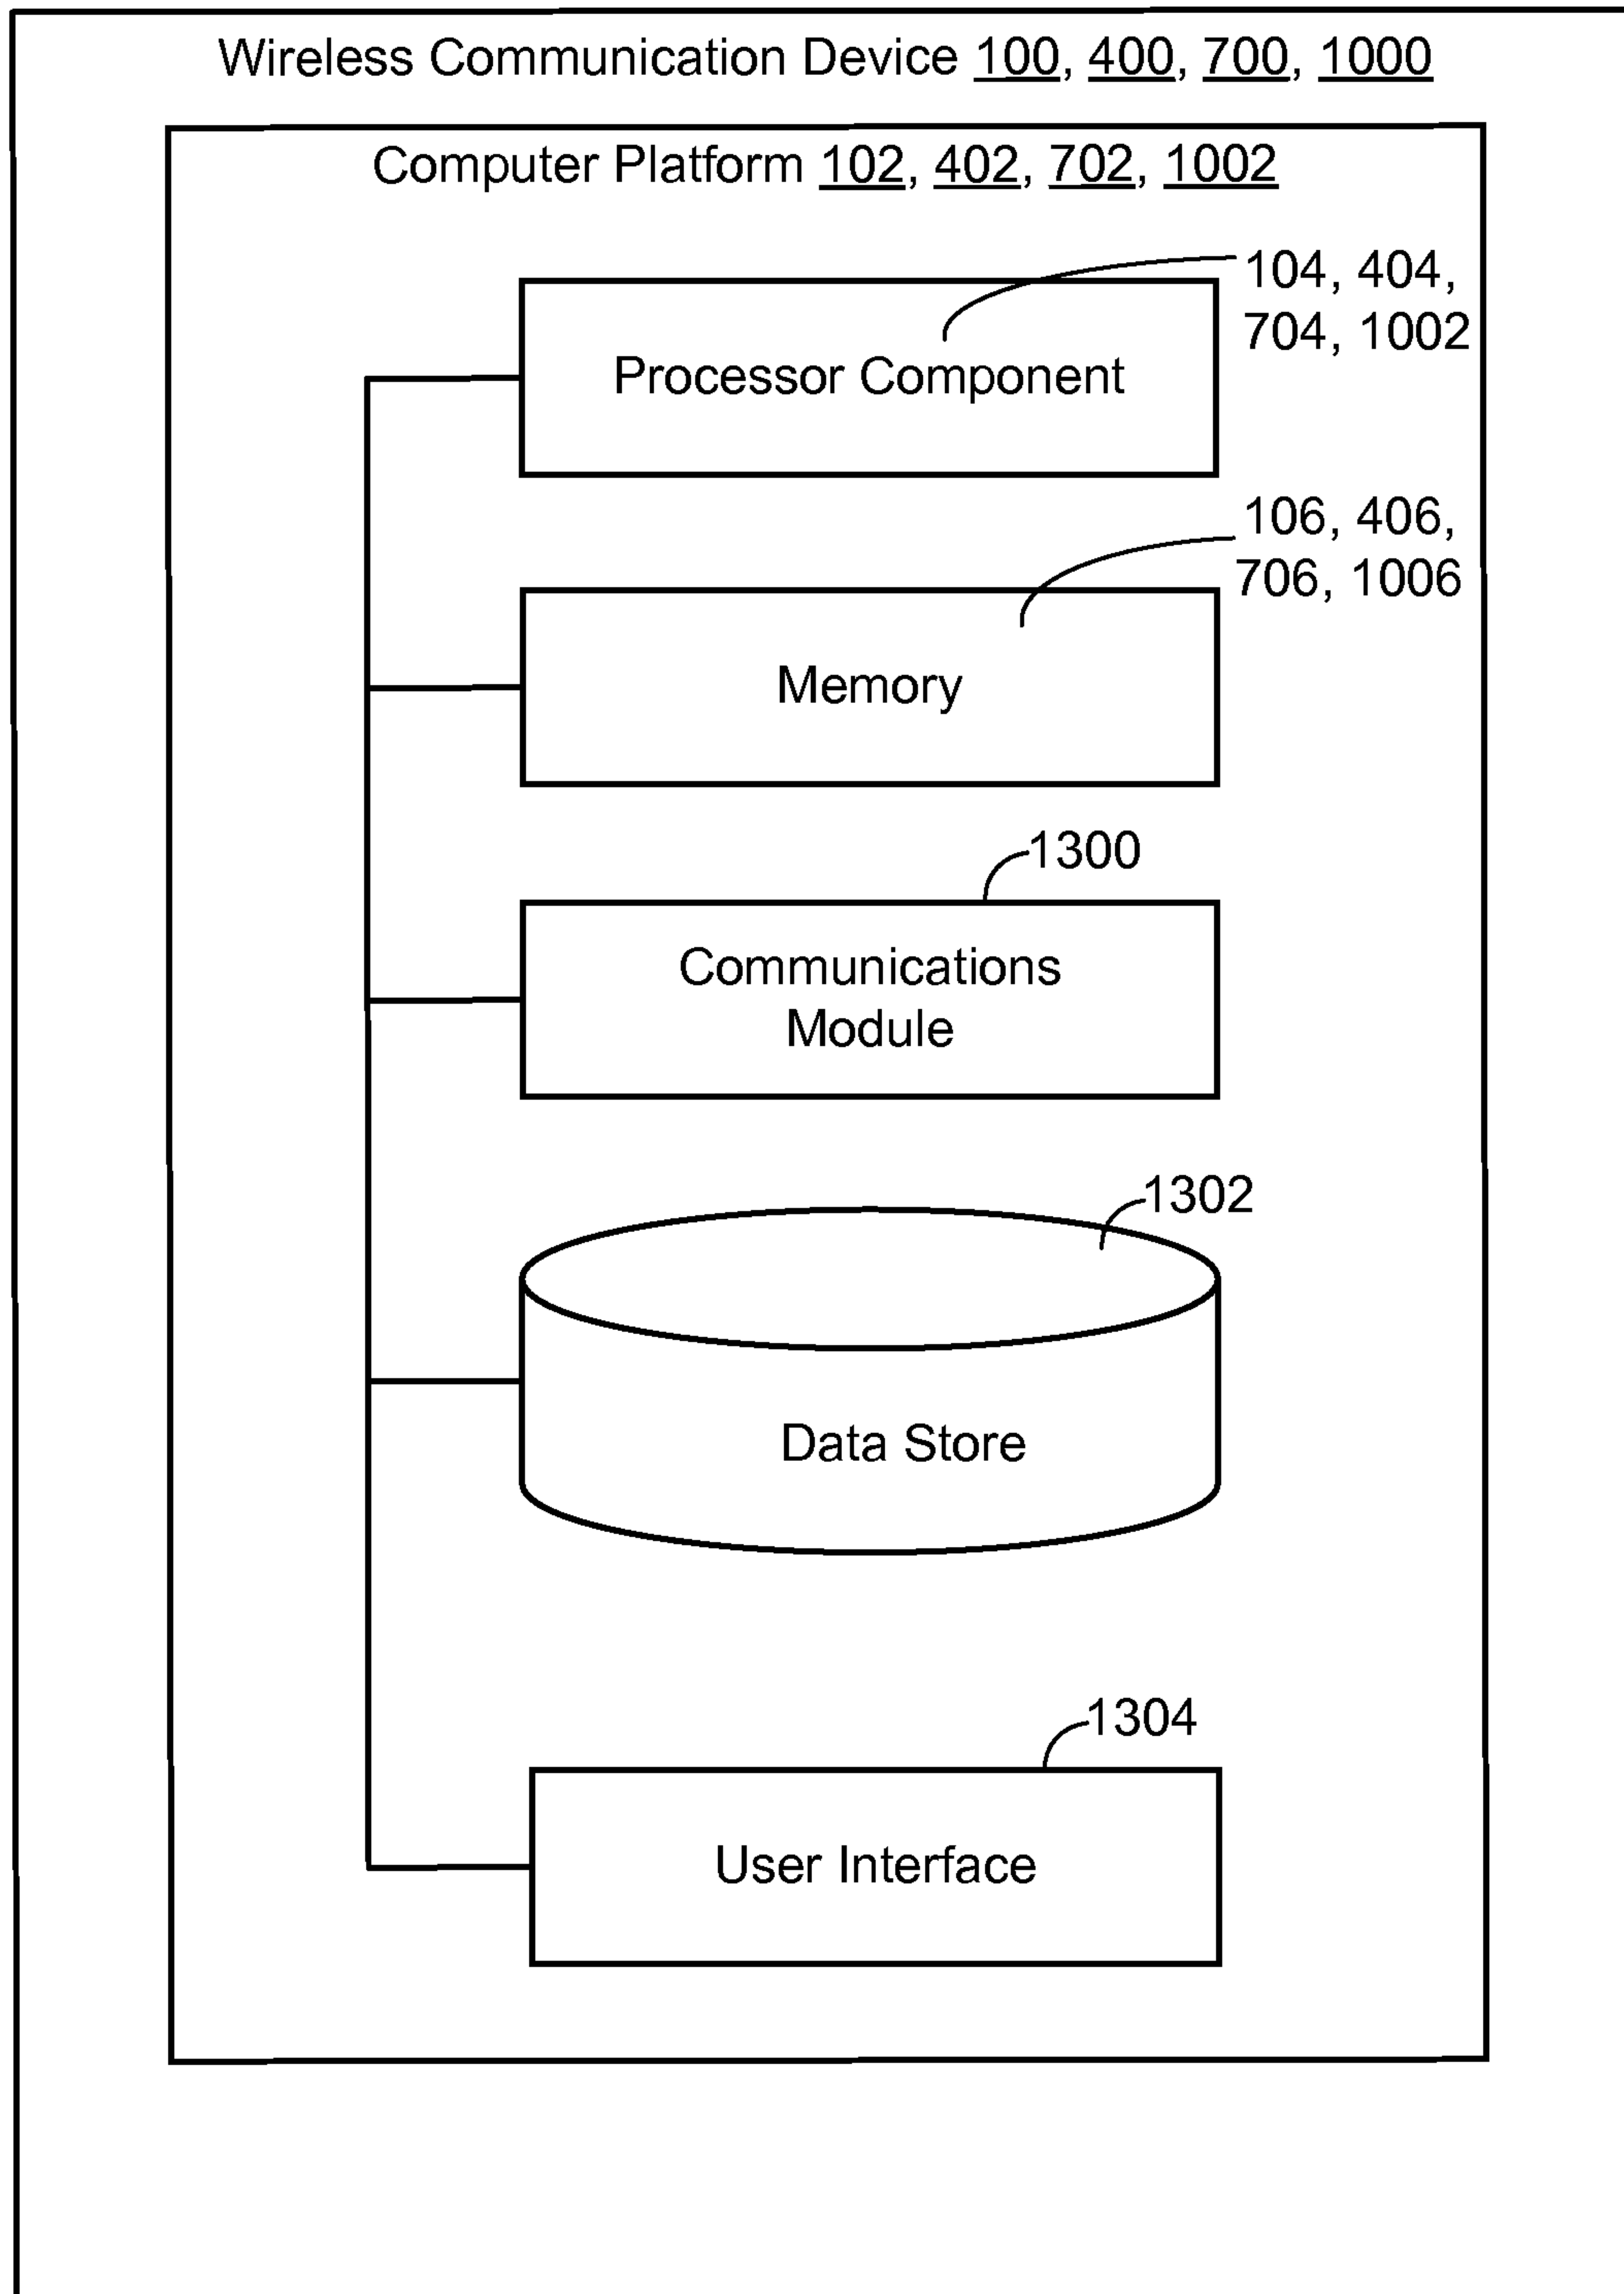 Wireless Communication Device 100, 400, 700, 1000
Computer Platform 102, 402, 702, 1002
104, 404,
704, 1002
Processor Component
106, 406,
706, 1006
Memory
1300
Communications
Module
1302
Data Store
1304
User Interface